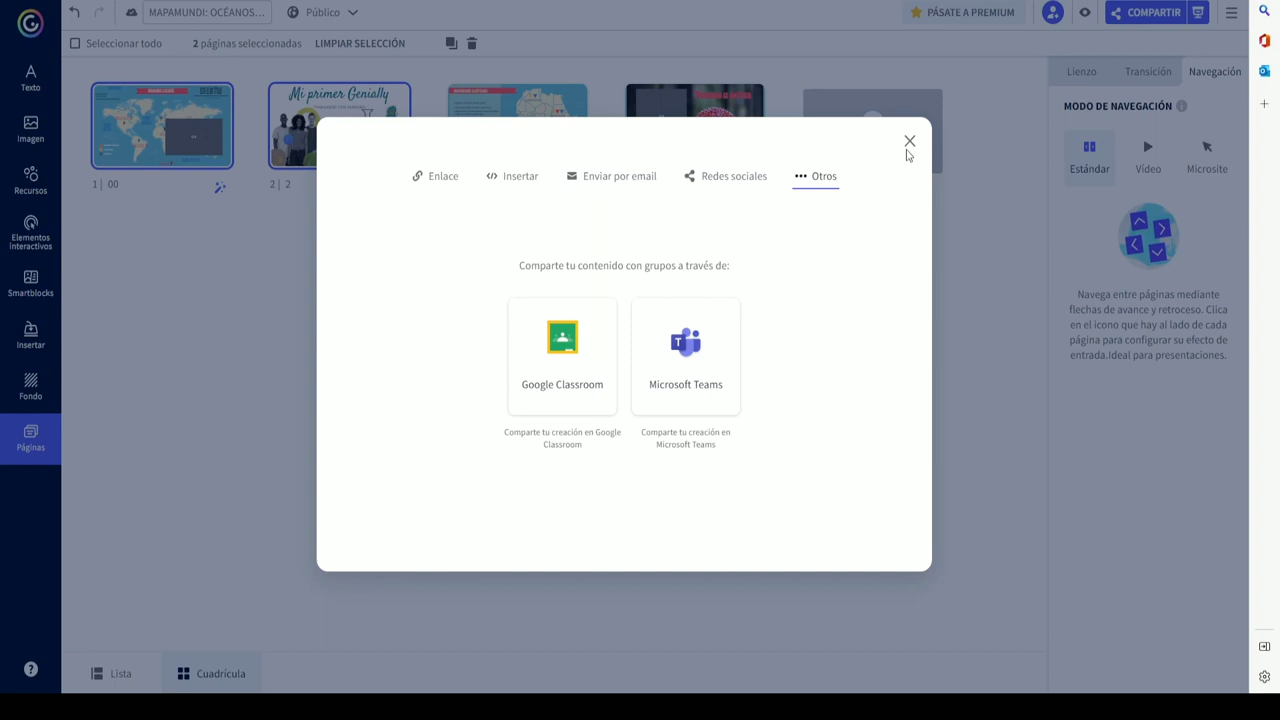 MAPAMUNDI: OCÉANOS...
Público
PÁSATE A PREMIUM
COMPARTIR
Seleccionar todo
2 páginas seleccionadas
LIMPIAR SELECCIÓN
Texto
Imagen
Recursos
Elementos
interactivos
Smartblocks
Insertar
Fondo
Páginas
Mi primer Genially
1 | 00
2 | 2
Enlace
Insertar
Enviar por email
Redes sociales
Otros
Comparte tu contenido con grupos a través de:
Google Classroom
Microsoft Teams
Comparte tu creación en Google
Classroom
Comparte tu creación en
Microsoft Teams
Lienzo
Transición
Navegación
MODO DE NAVEGACIÓN
Estándar
Vídeo
Microsite
Navega entre páginas mediante
flechas de avance y retroceso. Clica
en el icono que hay al lado de cada
página para configurar su efecto de
entrada.Ideal para presentaciones.
Lista
Cuadrícula